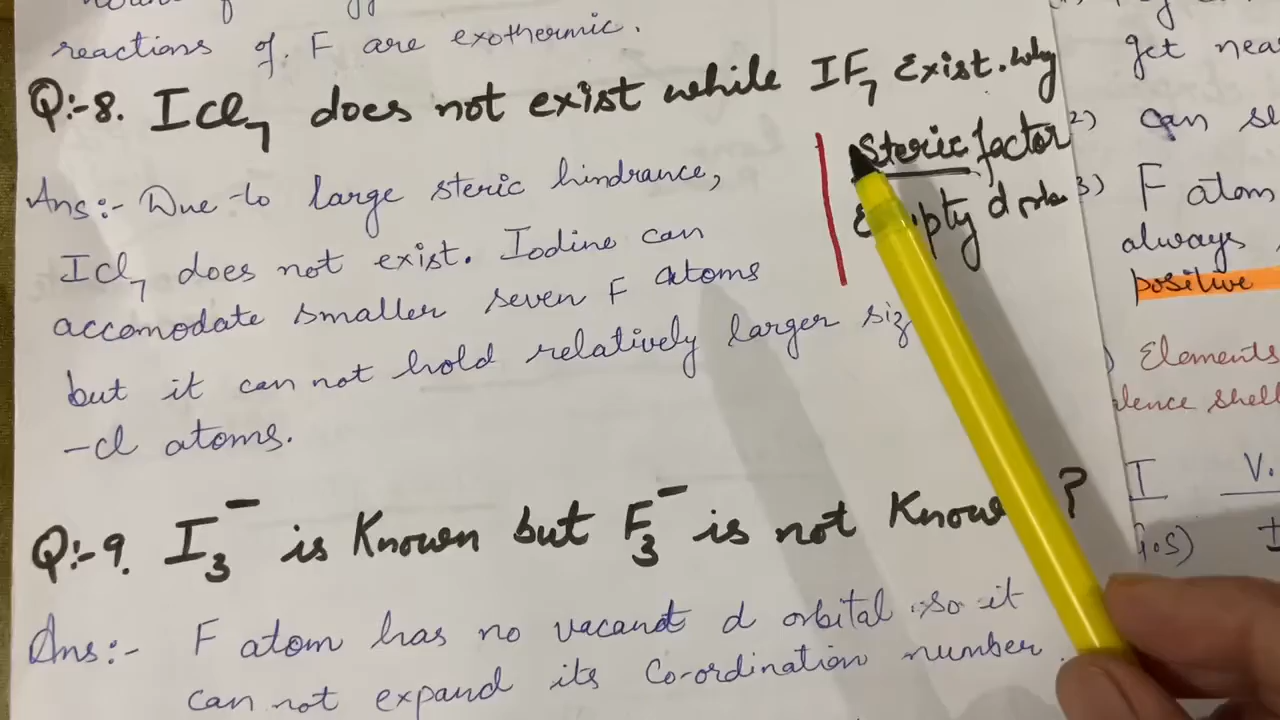 reactions of F are exothermic.
Q:-8. ICl7 does not exist while IF7 Exist. why
Steric factor
Ans:- Due to large steric hindrance,
d
ICl7 does not exist. Iodine can
accomodate smaller seven F atoms
but it can not hold relatively larger
-cl atoms.
Q:-9. I3⁻ is Known but F3⁻ is not Know ?
Ans:- F atom has no vacant d orbital so it
can not expand its Co-ordination number.
get
2) can
3) F atom
always
positive
Elements
shell
I V.